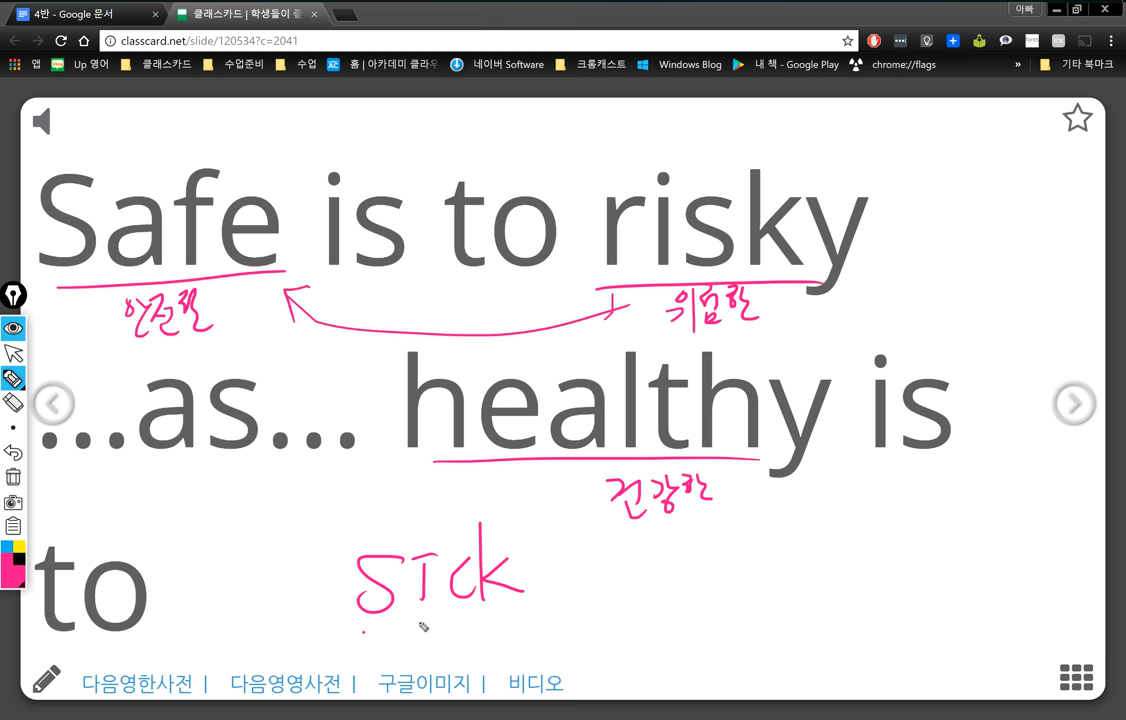 4반 - Google 문서
클래스카드 | 학생들이 좋
아빠
classcard.net/slide/120534?c=2041
앱 Up 영어 클래스카드 수업준비 수업 홈 | 아카데미 클라우 네이버 Software 크롬캐스트 Windows Blog 내 책 - Google Play chrome://flags » 기타 북마크
Safe is to risky
안전한 위험한
...as... healthy is
건강한
to sick
다음영한사전 | 다음영영사전 | 구글이미지 | 비디오